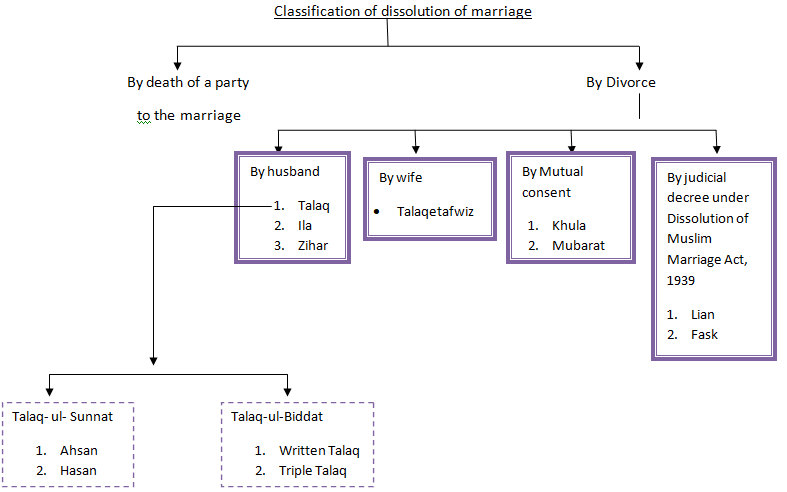 Classification of dissolution of marriage
By death of a party
to the marriage
By Divorce
By husband
1. Talaq
2. Ila
3. Zihar
By wife
• Talaqetafwiz
By Mutual
consent
1. Khula
2. Mubarat
By judicial
decree under
Dissolution of
Muslim
Marriage Act,
1939
1. Lian
2. Fask
Talaq- ul- Sunnat
1. Ahsan
2. Hasan
Talaq-ul-Biddat
1. Written Talaq
2. Triple Talaq